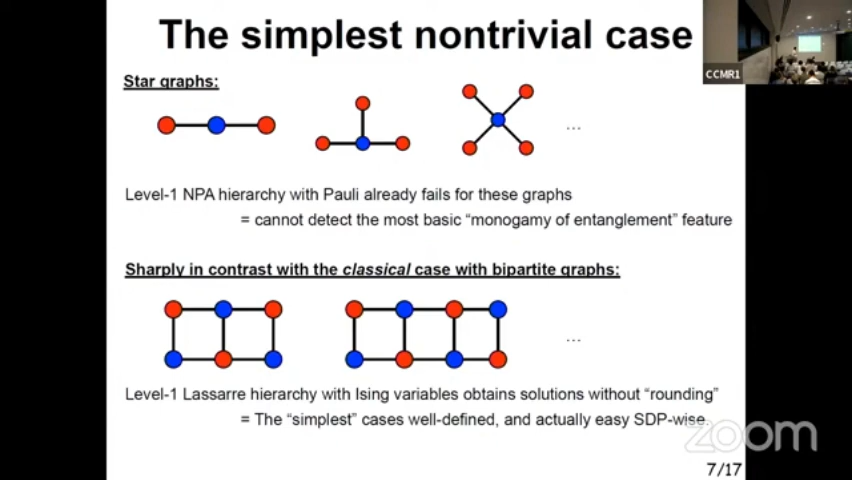 The simplest nontrivial case
CCMR1
Star graphs:
...
Level-1 NPA hierarchy with Pauli already fails for these graphs
= cannot detect the most basic “monogamy of entanglement” feature
Sharply in contrast with the classical case with bipartite graphs:
...
Level-1 Lassarre hierarchy with Ising variables obtains solutions without “rounding”
= The “simplest” cases well-defined, and actually easy SDP-wise.
zoom
7/17